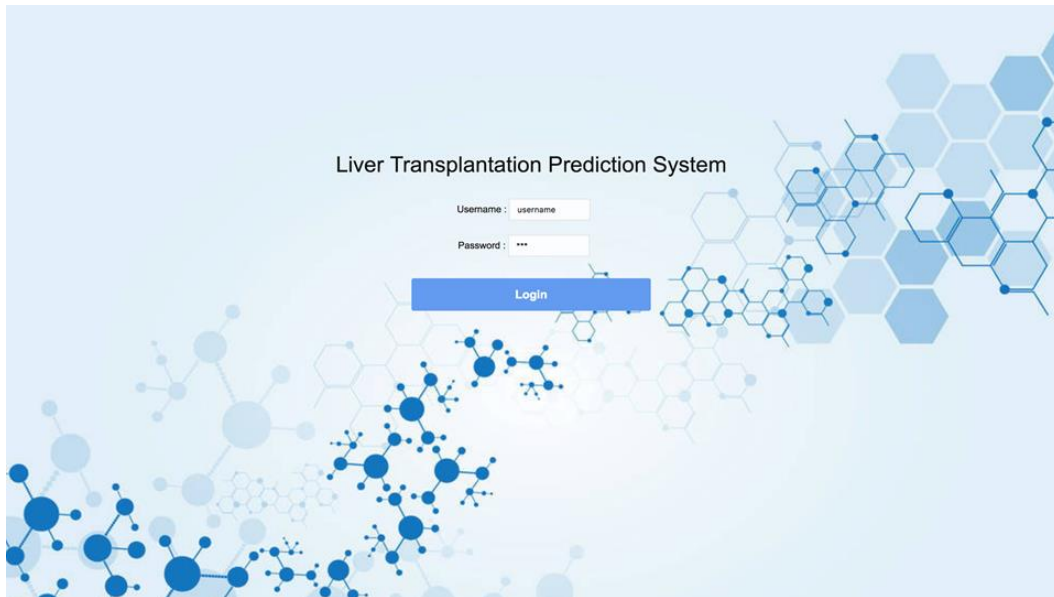 Liver Transplantation Prediction System
Username : username
Password : •••
Login